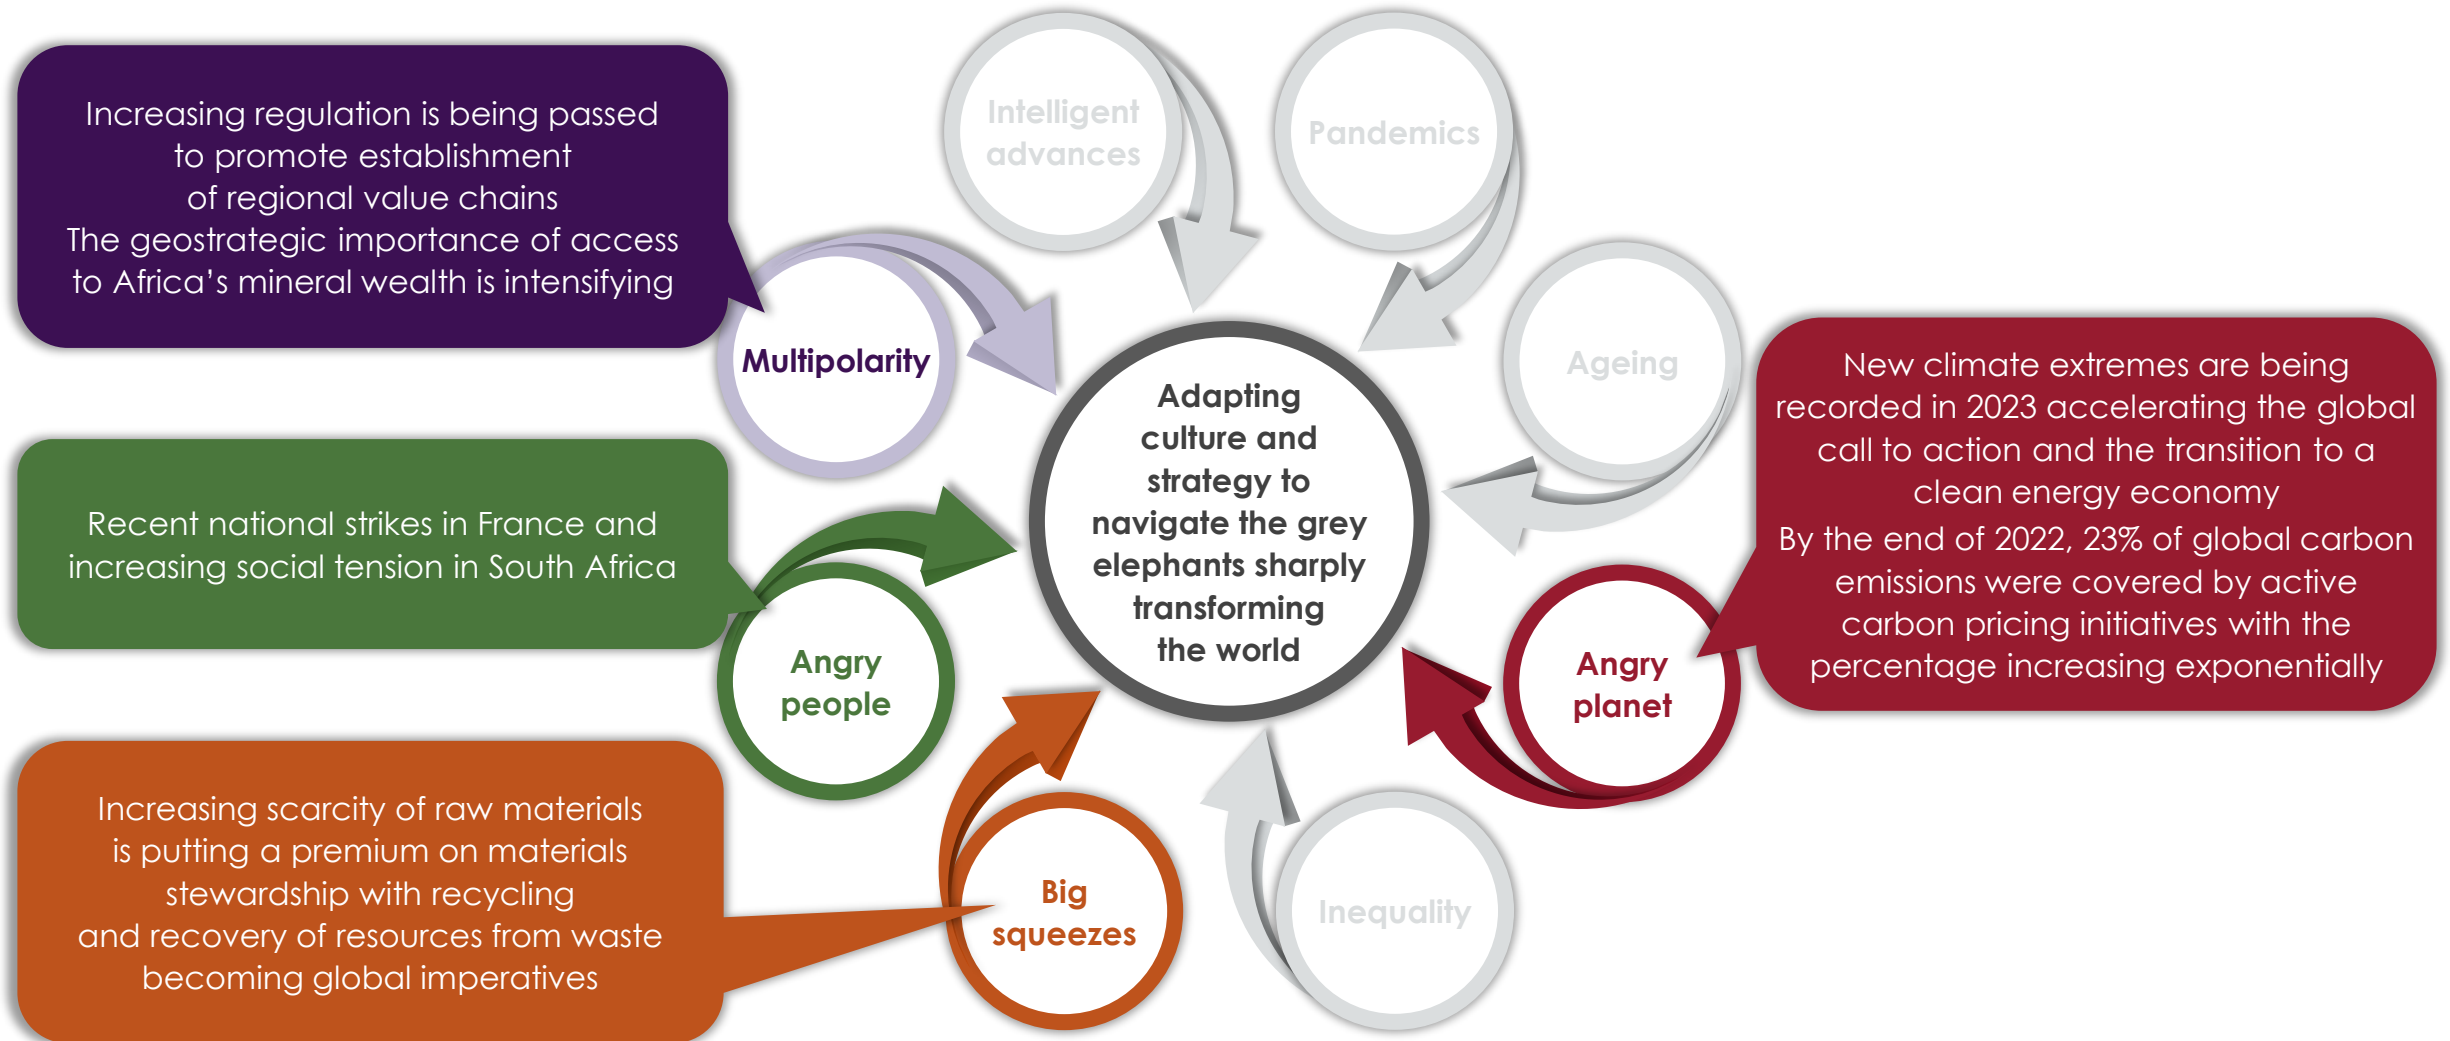 Increasing regulation is being passed
to promote establishment
of regional value chains
The geostrategic importance of access
to Africa’s mineral wealth is intensifying
Multipolarity
Recent national strikes in France and
increasing social tension in South Africa
Angry
people
Increasing scarcity of raw materials
is putting a premium on materials
stewardship with recycling
and recovery of resources from waste
becoming global imperatives
Big
squeezes
Intelligent
advances
Pandemics
Ageing
Adapting
culture and
strategy to
navigate the grey
elephants sharply
transforming
the world
New climate extremes are being
recorded in 2023 accelerating the global
call to action and the transition to a
clean energy economy
By the end of 2022, 23% of global carbon
emissions were covered by active
carbon pricing initiatives with the
percentage increasing exponentially
Angry
planet
Inequality